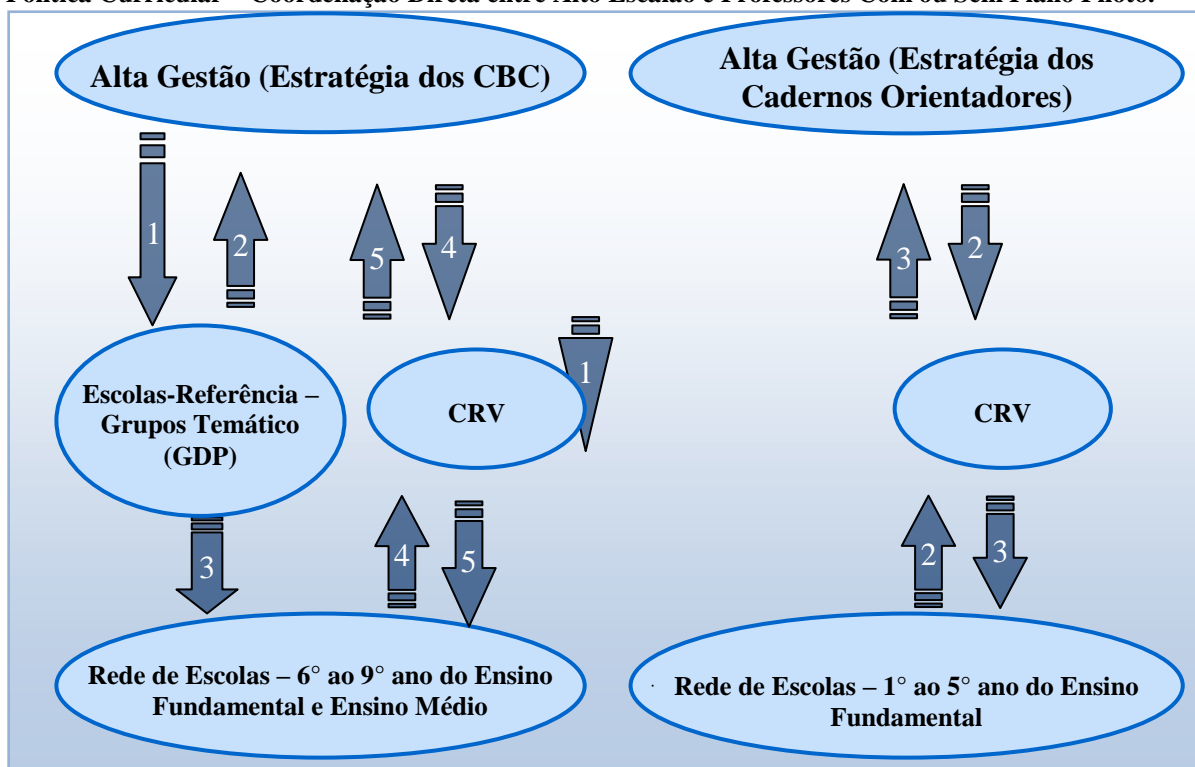 Política Curricular – Coordenação Direta entre Alto Escalão e Professores Com ou Sem Plano Piloto.
Alta Gestão (Estratégia dos CBC)
Alta Gestão (Estratégia dos
Cadernos Orientadores)
1
2
5
4
3
2
1
Escolas-Referência –
Grupos Temático
(GDP)
CRV
CRV
3
4
5
2
3
Rede de Escolas – 6° ao 9° ano do Ensino
Fundamental e Ensino Médio
. Rede de Escolas – 1° ao 5° ano do Ensino
Fundamental